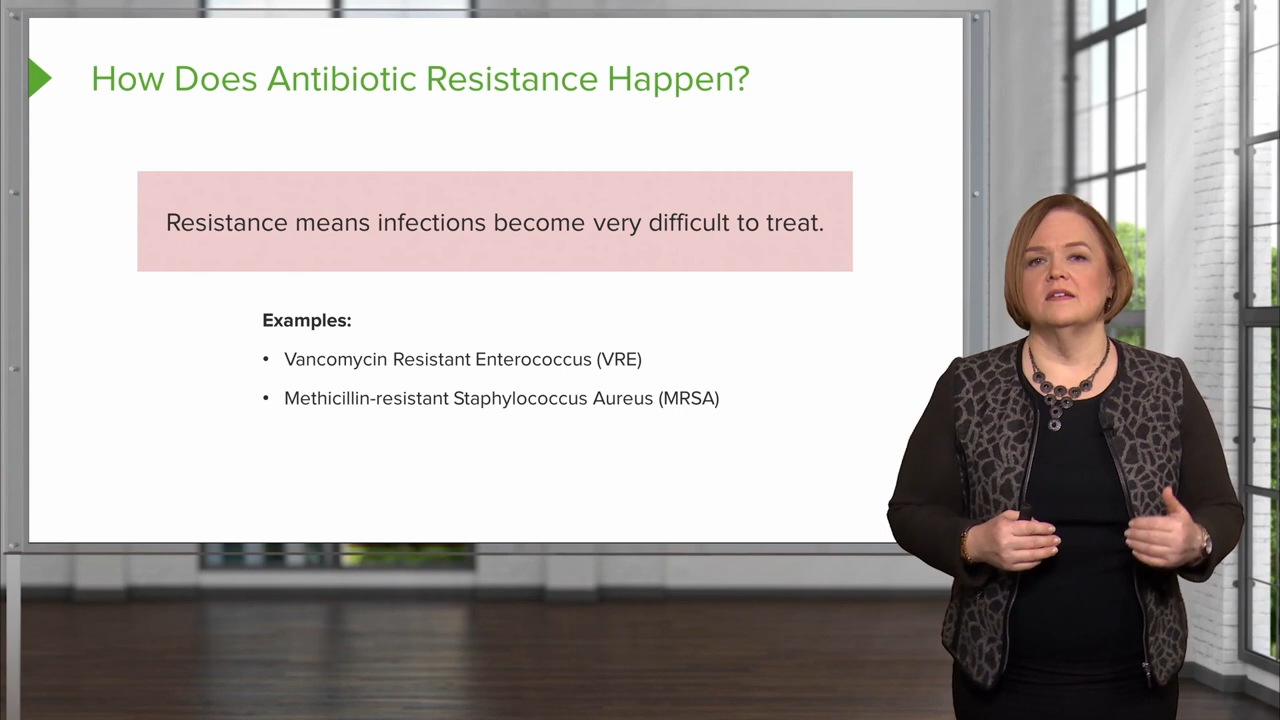 How Does Antibiotic Resistance Happen?
Resistance means infections become very difficult to treat.
Examples:
• Vancomycin Resistant Enterococcus (VRE)
• Methicillin-resistant Staphylococcus Aureus (MRSA)